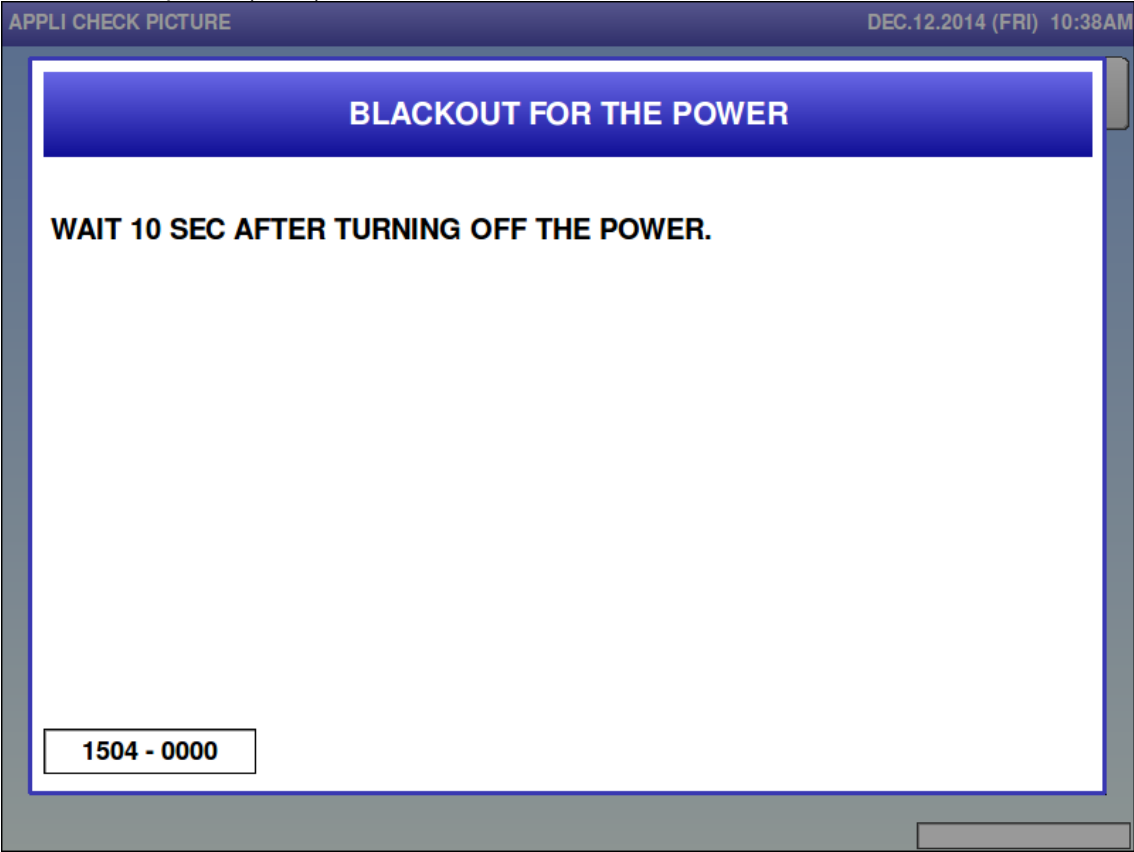 APPLI CHECK PICTURE
DEC.12.2014 (FRI) 10:38AM
BLACKOUT FOR THE POWER
WAIT 10 SEC AFTER TURNING OFF THE POWER.
1504 - 0000